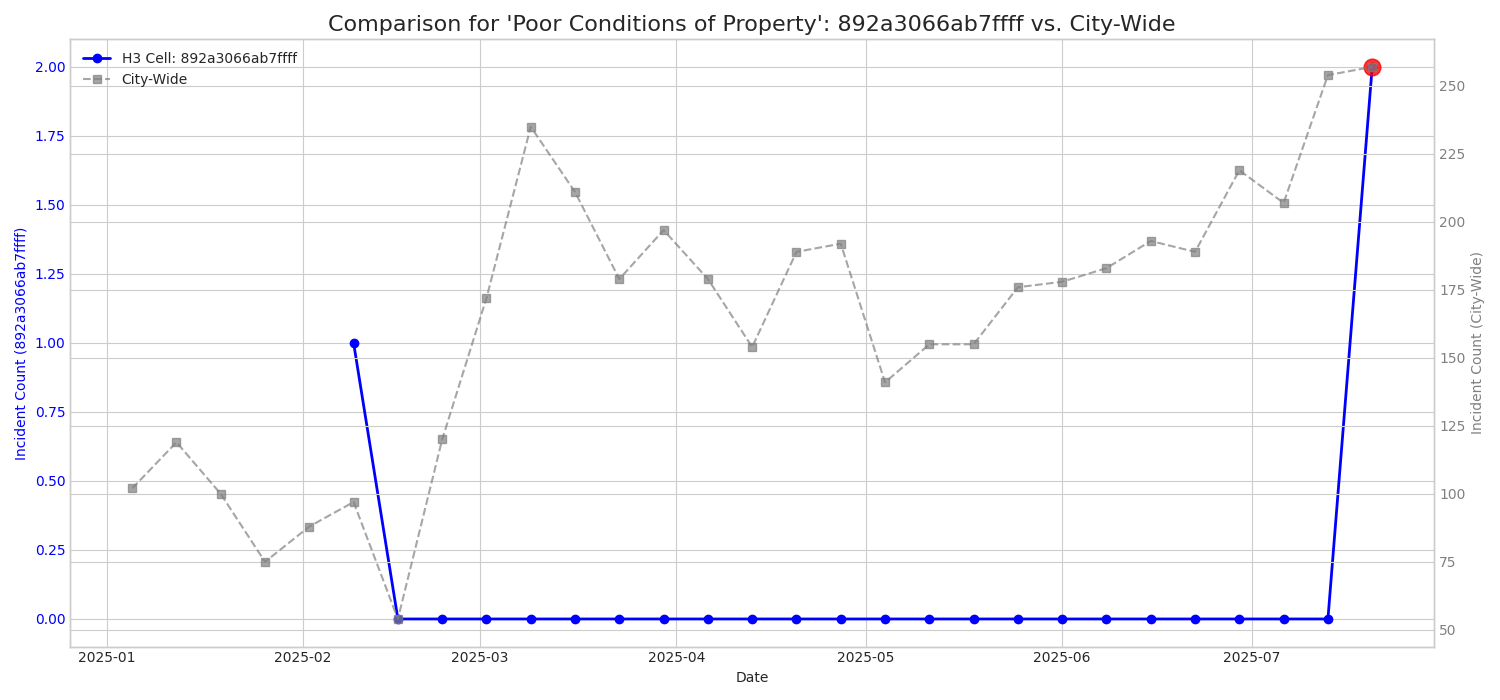 Comparison for 'Poor Conditions of Property': 892a3066ab7ffff vs. City-Wide
H3 Cell: 892a3066ab7ffff
City-Wide
2.00
1.75
1.50
1.25
1.00
0.75
0.50
0.25
0.00
Incident Count (892a3066ab7ffff)
250
225
200
175
150
125
100
75
50
Incident Count (City-Wide)
2025-01 2025-02 2025-03 2025-04 2025-05 2025-06 2025-07
Date